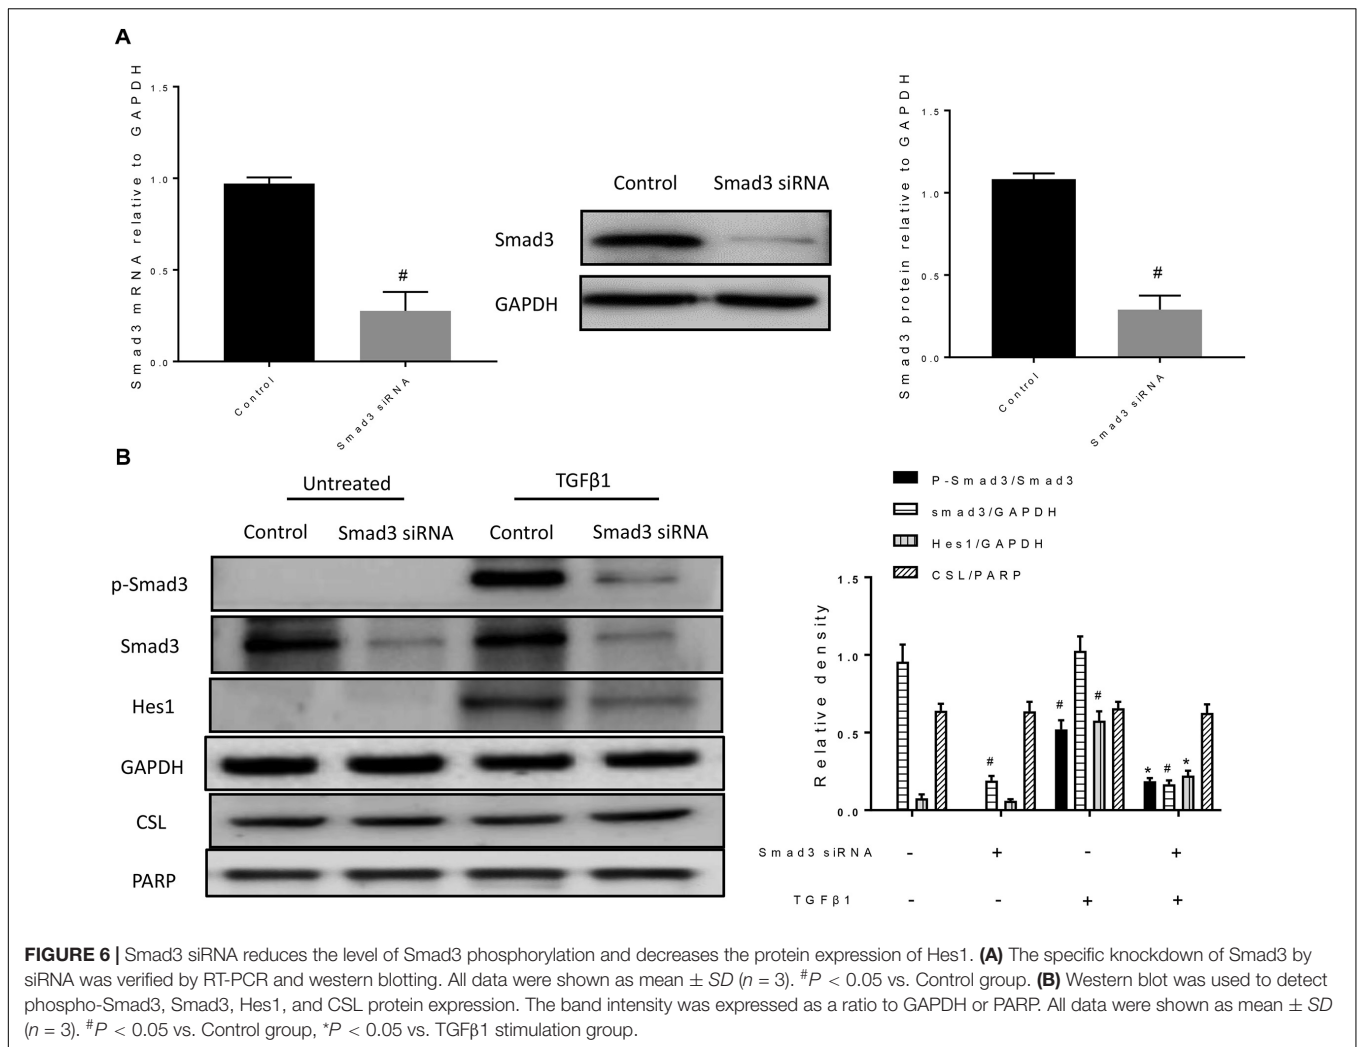 A
Smad3 mRNA relative to GAPDH
1.5
1.0
0.5
0.0
#
Control
Smad3 siRNA
Control Smad3 siRNA
Smad3
GAPDH
Smad3 protein relative to GAPDH
1.5
1.0
0.5
0.0
#
Control
Smad3 siRNA
B
Untreated TGFβ1
Control Smad3 siRNA Control Smad3 siRNA
p-Smad3
Smad3
Hes1
GAPDH
CSL
PARP
P-Smad3/Smad3
smad3/GAPDH
Hes1/GAPDH
CSL/PARP
Relative density
1.5
1.0
0.5
0.0
# # # * # *
Smad3 siRNA - + - +
TGFβ1 - - + +
FIGURE 6 | Smad3 siRNA reduces the level of Smad3 phosphorylation and decreases the protein expression of Hes1. (A) The specific knockdown of Smad3 by
siRNA was verified by RT-PCR and western blotting. All data were shown as mean ± SD (n = 3). #P < 0.05 vs. Control group. (B) Western blot was used to detect
phospho-Smad3, Smad3, Hes1, and CSL protein expression. The band intensity was expressed as a ratio to GAPDH or PARP. All data were shown as mean ± SD
(n = 3). #P < 0.05 vs. Control group, *P < 0.05 vs. TGFβ1 stimulation group.